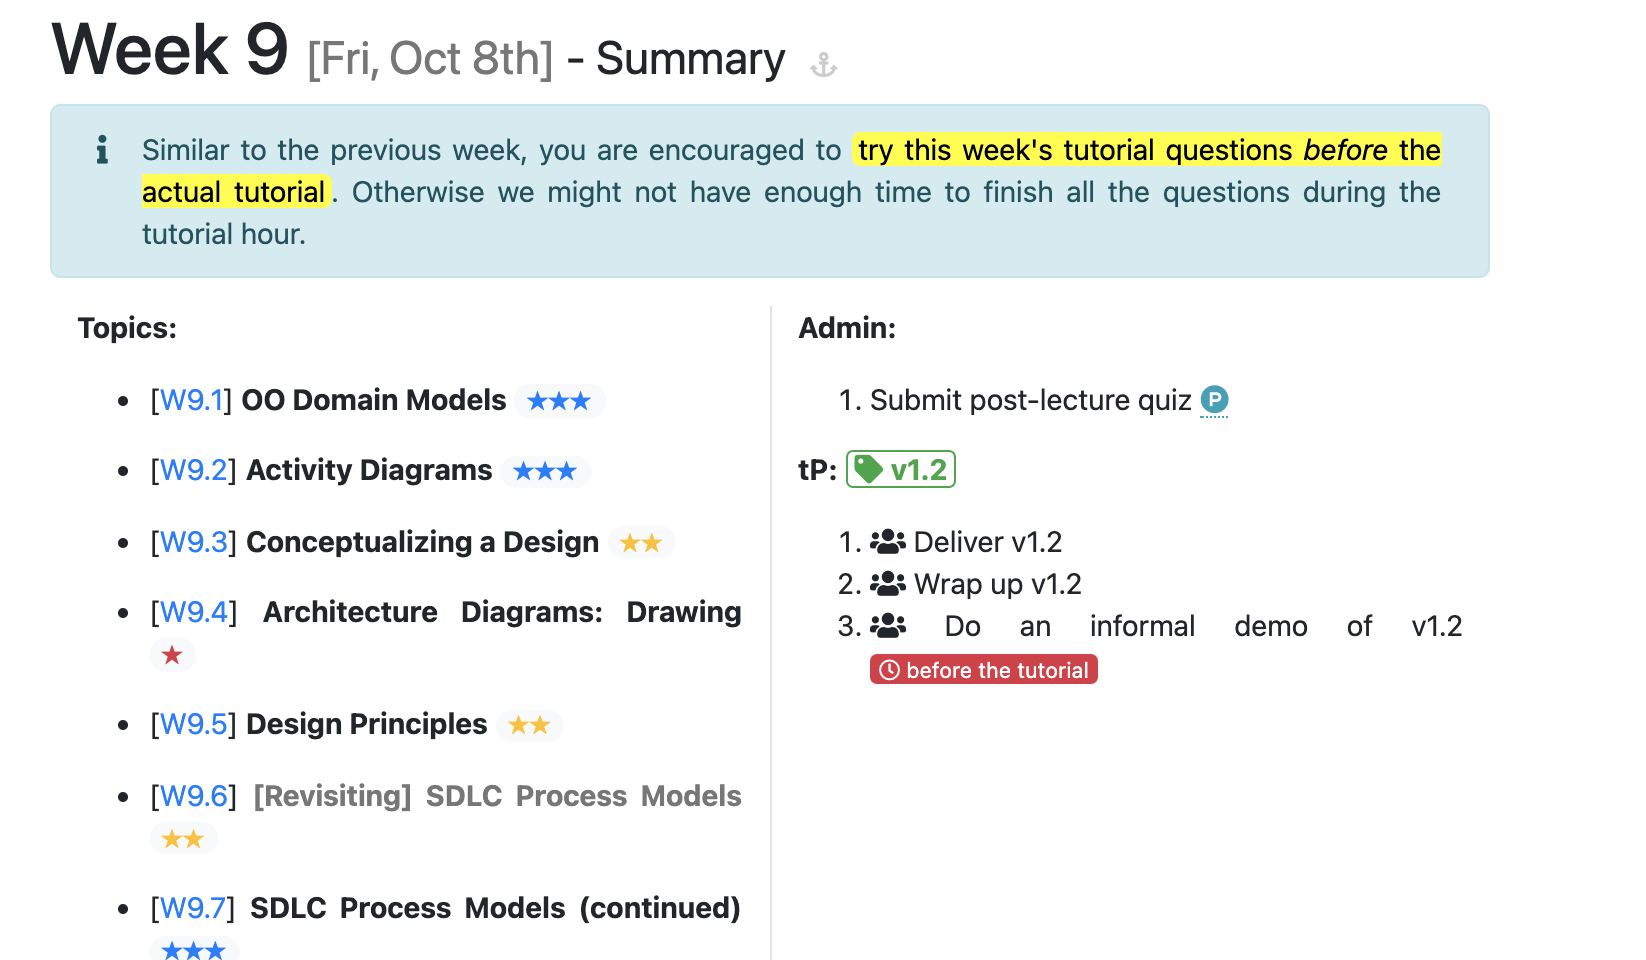 Week 9 [Fri, Oct 8th] - Summary
Similar to the previous week, you are encouraged to try this week's tutorial questions before the
actual tutorial. Otherwise we might not have enough time to finish all the questions during the
tutorial hour.
Topics:
[W9.1] OO Domain Models ★★★
[W9.2] Activity Diagrams ★★★
[W9.3] Conceptualizing a Design ★★
[W9.4] Architecture Diagrams: Drawing
★
[W9.5] Design Principles ★★
[W9.6] [Revisiting] SDLC Process Models
★★
[W9.7] SDLC Process Models (continued)
★★★
Admin:
1. Submit post-lecture quiz P
tP: v1.2
1. Deliver v1.2
2. Wrap up v1.2
3. Do an informal demo of v1.2
before the tutorial